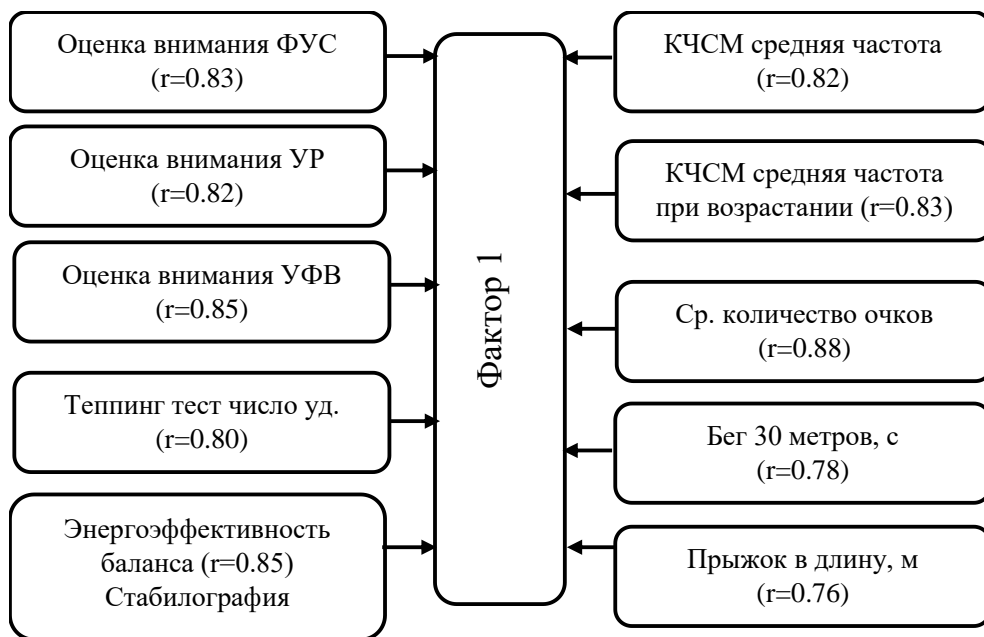 Оценка внимания ФУС
(r=0.83)
Оценка внимания УР
(r=0.82)
Оценка внимания УФВ
(r=0.85)
Теппинг тест число уд.
(r=0.80)
Энергоэффективность
баланса (r=0.85)
Стабилография
Фактор 1
КЧСМ средняя частота
(r=0.82)
КЧСМ средняя частота
при возрастании (r=0.83)
Ср. количество очков
(r=0.88)
Бег 30 метров, с
(r=0.78)
Прыжок в длину, м
(r=0.76)